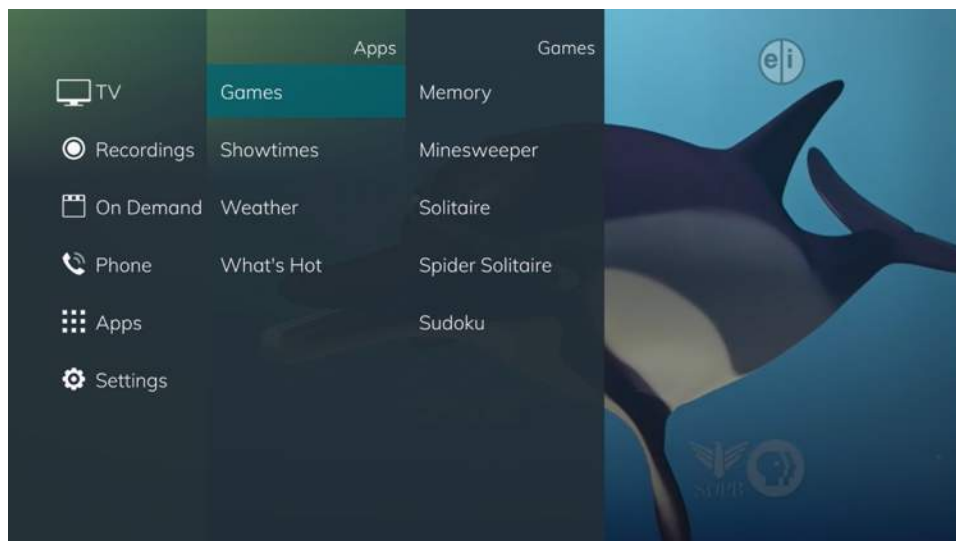 Apps
Games
TV
Recordings
On Demand
Phone
Apps
Settings
Games
Showtimes
Weather
What's Hot
Memory
Minesweeper
Solitaire
Spider Solitaire
Sudoku
e i
SDPB